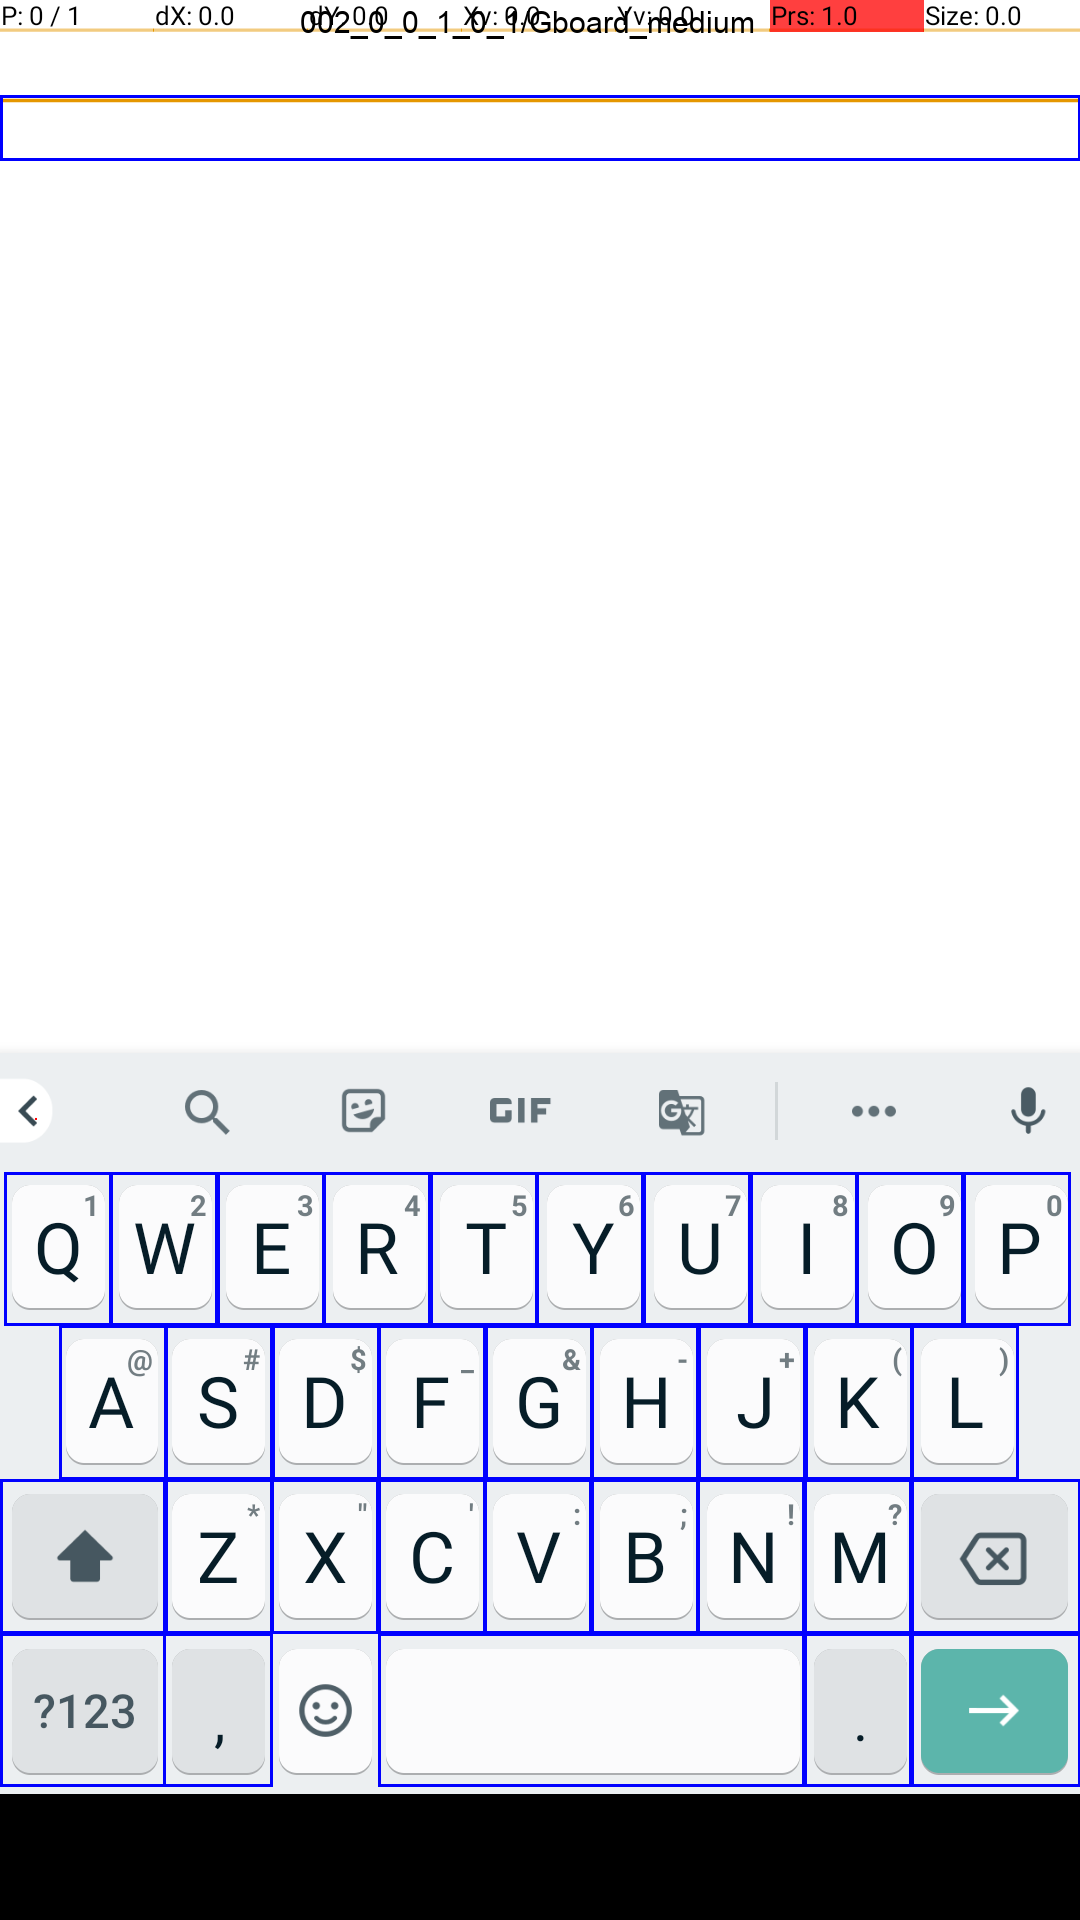 P: 0 / 1 dX: 0.0 dY: 0.0 Xv: 0.0 Yv: 0.0 Prs: 1.0 Size: 0.0
002_0_0_1_0_1/Gboard_medium
GIF
Q 1 W 2 E 3 R 4 T 5 Y 6 U 7 I 8 O 9 P 0
A @ S # D $ F _ G & H - J + K ( L )
Z * X " C ' V : B ; N ! M ?
?123 , .